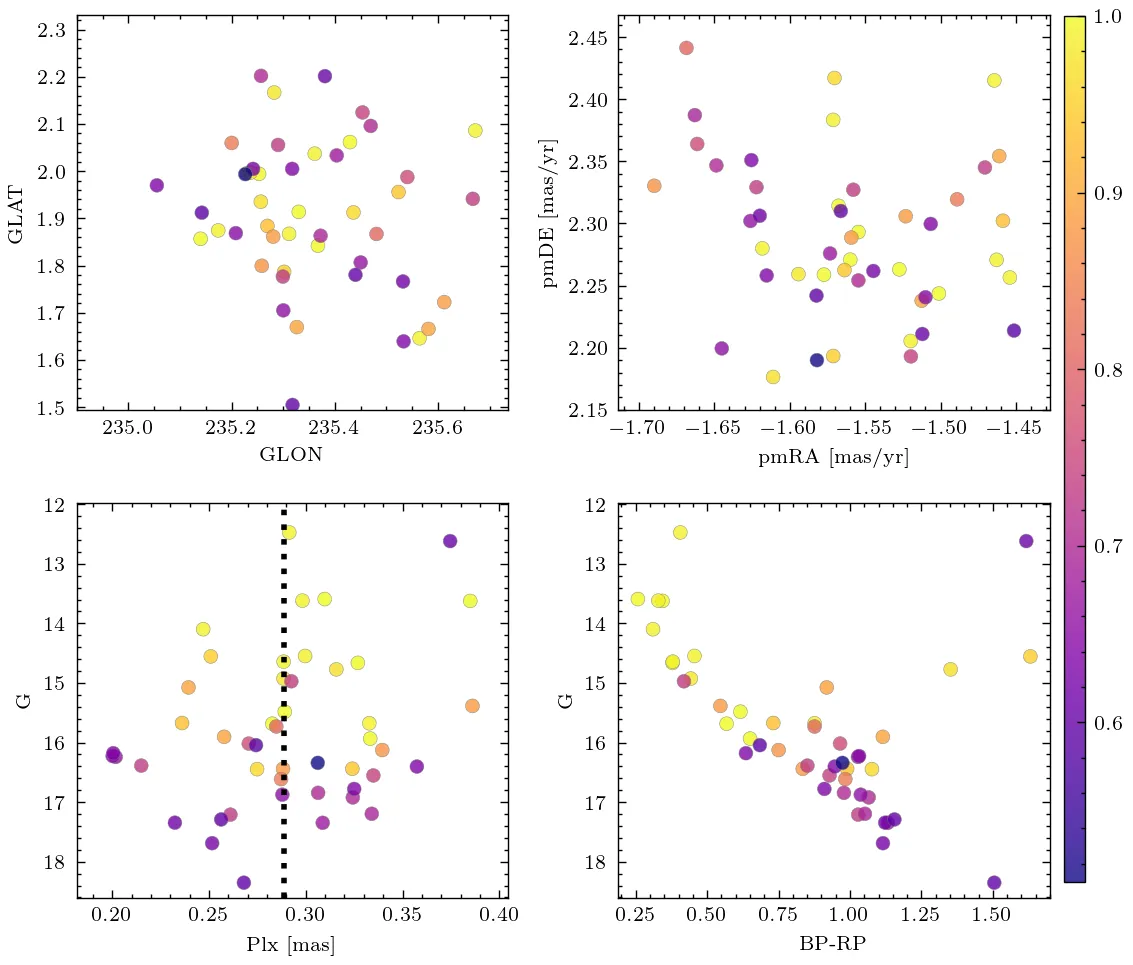 2.3
2.2
2.1
2.0
1.9
1.8
1.7
1.6
1.5
GLAT
235.0 235.2 235.4 235.6
GLON
2.45
2.40
2.35
2.30
2.25
2.20
2.15
pmDE [mas/yr]
−1.70 −1.65 −1.60 −1.55 −1.50 −1.45
pmRA [mas/yr]
1.0
0.9
0.8
0.7
0.6
12
13
14
15
16
17
18
G
0.20 0.25 0.30 0.35 0.40
Plx [mas]
12
13
14
15
16
17
18
G
0.25 0.50 0.75 1.00 1.25 1.50
BP-RP